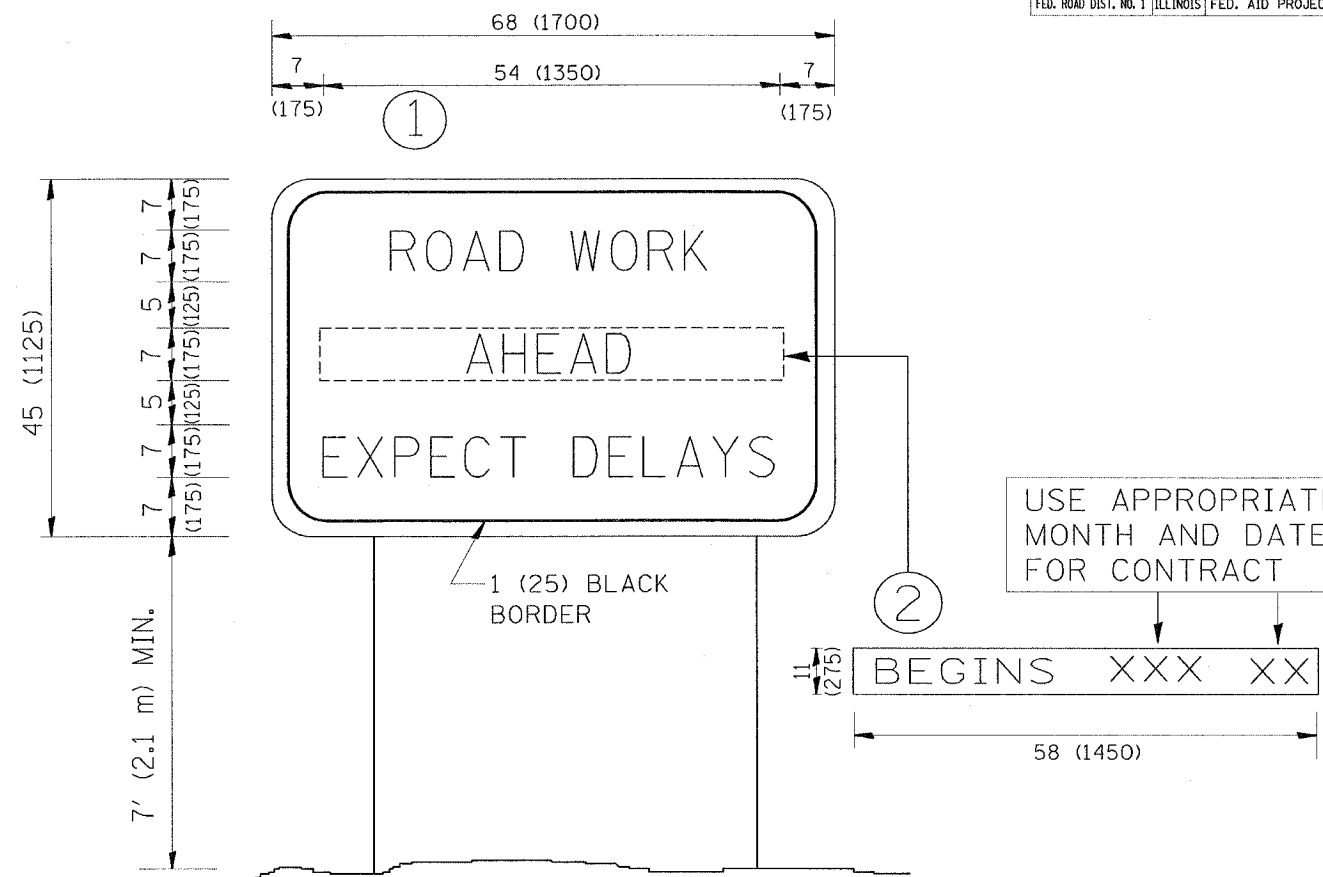 FED. ROAD DIST. NO. 1 ILLINOIS FED. AID PROJEC
68 (1700)
7 54 (1350) 7
(175) (175)
1
45 (1125)
7 (175)
7 (175)
5 (125)
7 (175)
5 (125)
7 (175)
7 (175)
ROAD WORK
AHEAD
EXPECT DELAYS
1 (25) BLACK
BORDER
7' (2.1 m) MIN.
2
USE APPROPRIATE
MONTH AND DATE
FOR CONTRACT
11
(275)
BEGINS XXX XX
58 (1450)